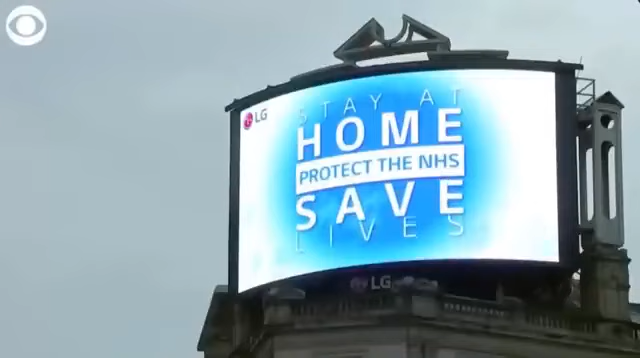 LG
STAY AT
HOME
PROTECT THE NHS
SAVE
LIVES
LG